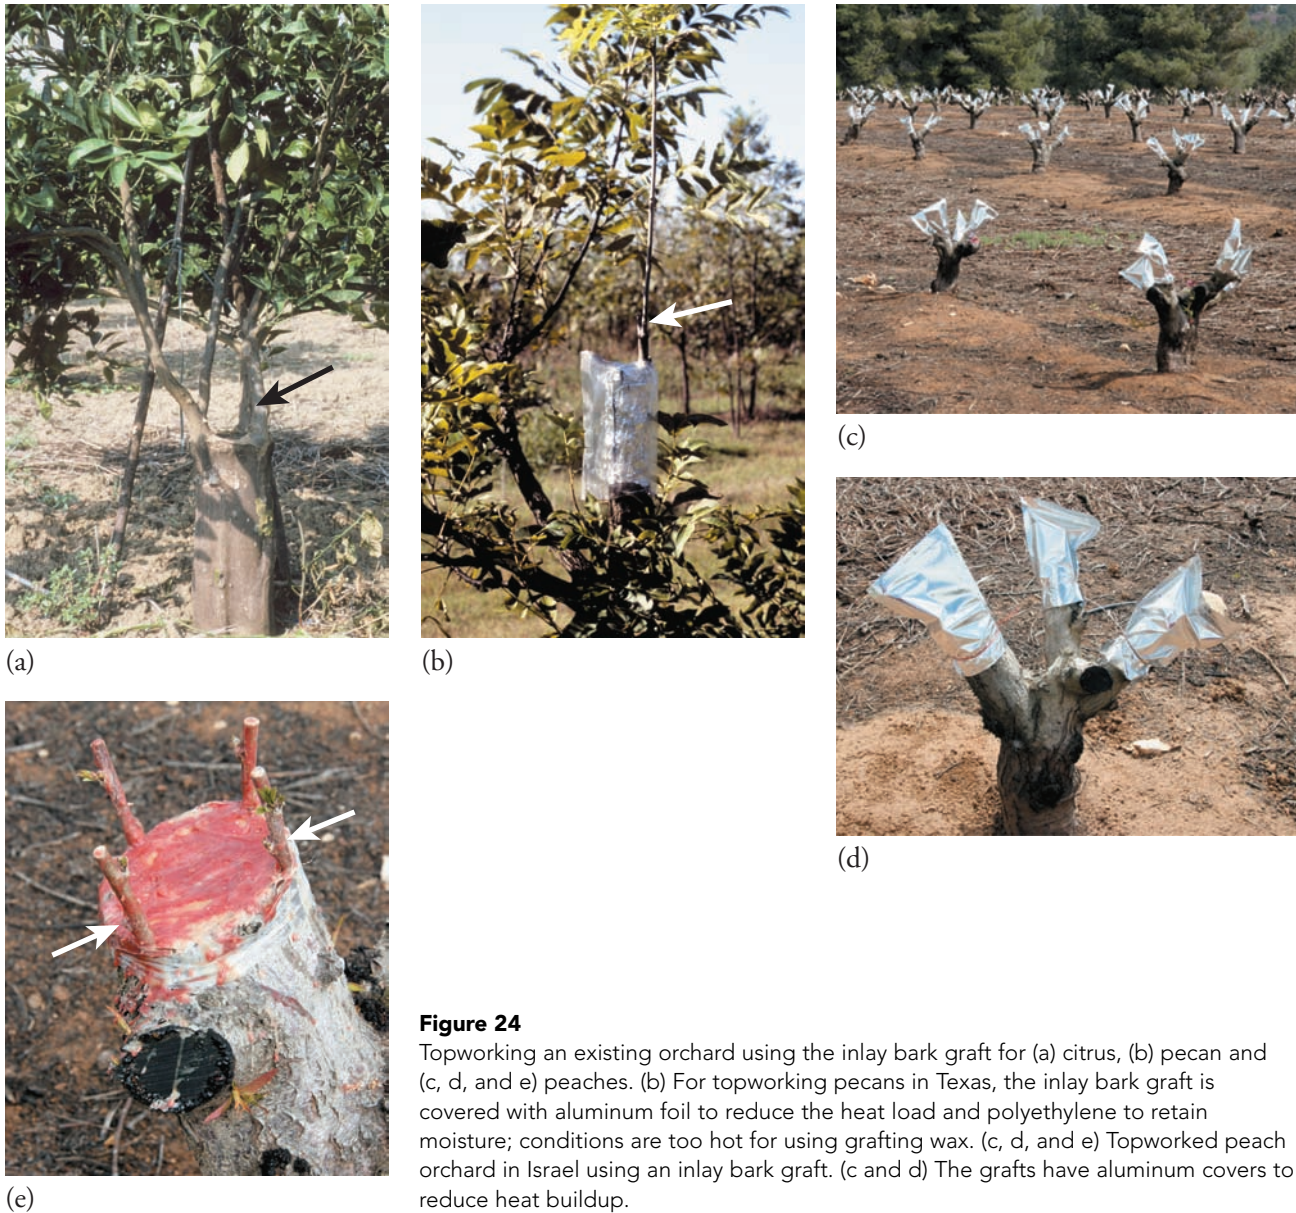 (a)
(b)
(c)
(d)
(e)
Figure 24
Topworking an existing orchard using the inlay bark graft for (a) citrus, (b) pecan and
(c, d, and e) peaches. (b) For topworking pecans in Texas, the inlay bark graft is
covered with aluminum foil to reduce the heat load and polyethylene to retain
moisture; conditions are too hot for using grafting wax. (c, d, and e) Topworked peach
orchard in Israel using an inlay bark graft. (c and d) The grafts have aluminum covers to
reduce heat buildup.